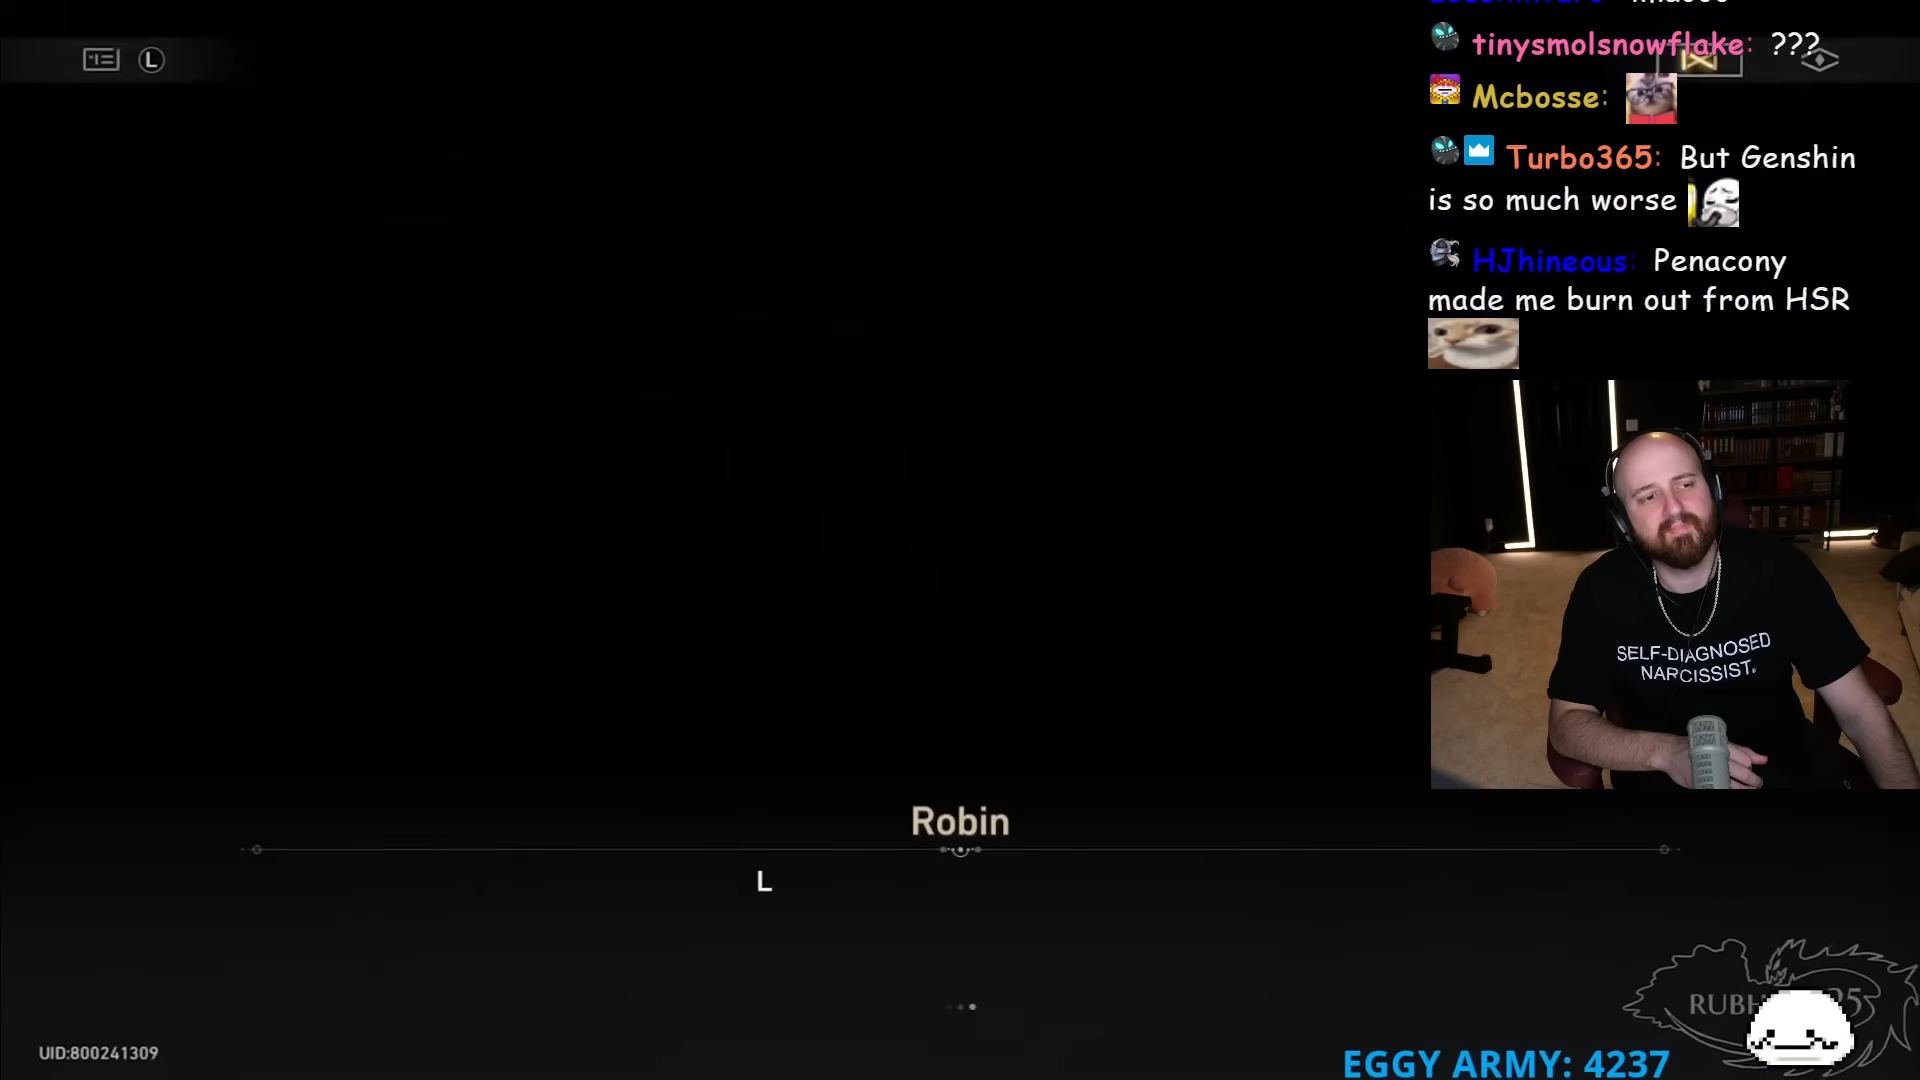 L
tinysmolsnowflake: ???
Mcbosse:
Turbo365: But Genshin
is so much worse
HJhineous: Penacony
made me burn out from HSR
SELF-DIAGNOSED
NARCISSIST.
Robin
L
UID:800241309
EGGY ARMY: 4237